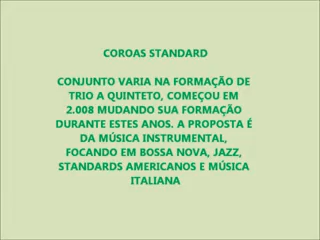 COROAS STANDARD
CONJUNTO VARIA NA FORMAÇÃO DE
TRIO A QUINTETO, COMEÇOU EM
2.008 MUDANDO SUA FORMAÇÃO
DURANTE ESTES ANOS. A PROPOSTA É
DA MÚSICA INSTRUMENTAL,
FOCANDO EM BOSSA NOVA, JAZZ,
STANDARDS AMERICANOS E MÚSICA
ITALIANA